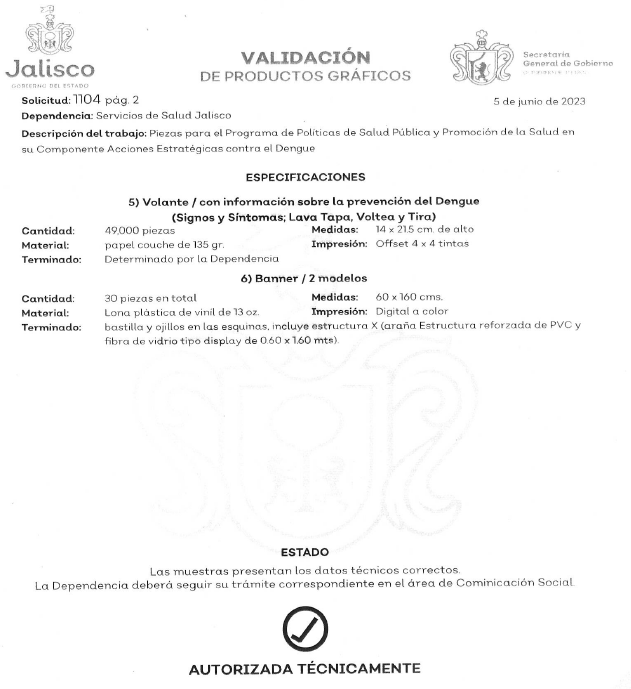 Jalisco
GOBIERNO DEL ESTADO
VALIDACIÓN
DE PRODUCTOS GRÁFICOS
Secretaría
General de Gobierno
Solicitud: 1104 pág. 2
5 de junio de 2023
Dependencia: Servicios de Salud Jalisco
Descripción del trabajo: Piezas para el Programa de Políticas de Salud Pública y Promoción de la Salud en
su Componente Acciones Estratégicas contra el Dengue
ESPECIFICACIONES
5) Volante / con información sobre la prevención del Dengue
(Signos y Síntomas; Lava Tapa, Voltea y Tira)
Cantidad: 49,000 piezas Medidas: 14 x 21.5 cm. de alto
Material: papel couche de 135 gr. Impresión: Offset 4 x 4 tintas
Terminado: Determinado por la Dependencia
6) Banner / 2 modelos
Cantidad: 30 piezas en total Medidas: 60 x 160 cms.
Material: Lona plástica de vinil de 13 oz. Impresión: Digital a color
Terminado: bastilla y ojillos en las esquinas, incluye estructura X (araña Estructura reforzada de PVC y
fibra de vidrio tipo display de 0.60 x 1.60 mts).
ESTADO
Las muestras presentan los datos técnicos correctos.
La Dependencia deberá seguir su trámite correspondiente en el área de Cominicación Social.
AUTORIZADA TÉCNICAMENTE